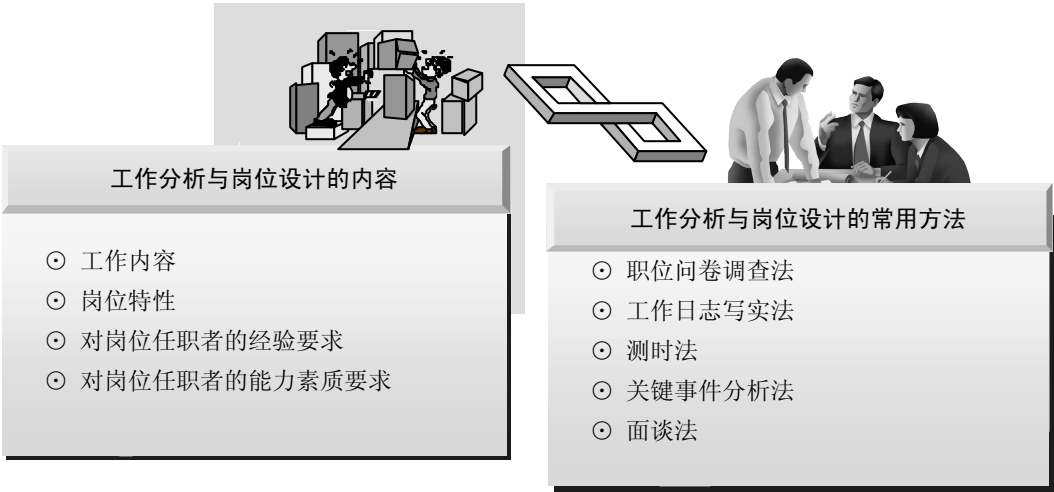 工作分析与岗位设计的内容
⊙ 工作内容
⊙ 岗位特性
⊙ 对岗位任职者的经验要求
⊙ 对岗位任职者的能力素质要求
工作分析与岗位设计的常用方法
⊙ 职位问卷调查法
⊙ 工作日志写实法
⊙ 测时法
⊙ 关键事件分析法
⊙ 面谈法